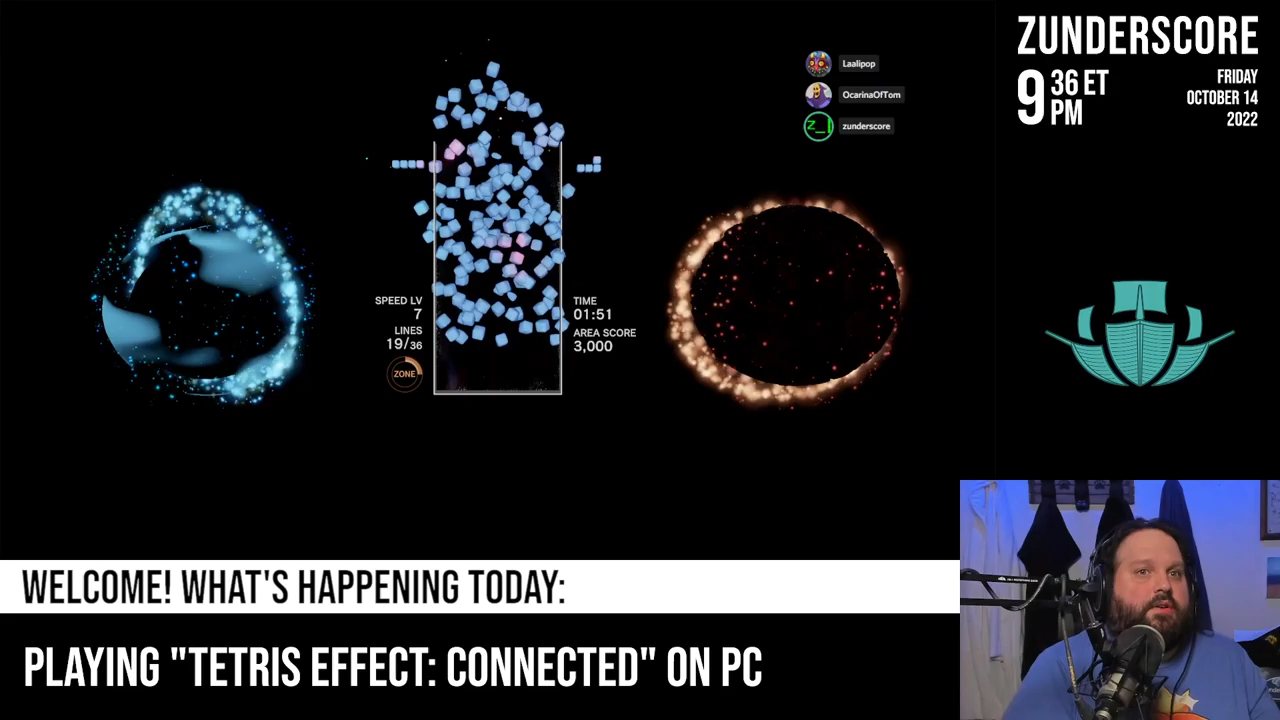 ZUNDERSCORE
9 36 ET
PM
FRIDAY
OCTOBER 14
2022
Laalipop
OcarinaOfTom
z_|
zunderscore
SPEED LV
7
LINES
19/36
ZONE
TIME
01:51
AREA SCORE
3,000
WELCOME! WHAT'S HAPPENING TODAY:
PLAYING "TETRIS EFFECT: CONNECTED" ON PC